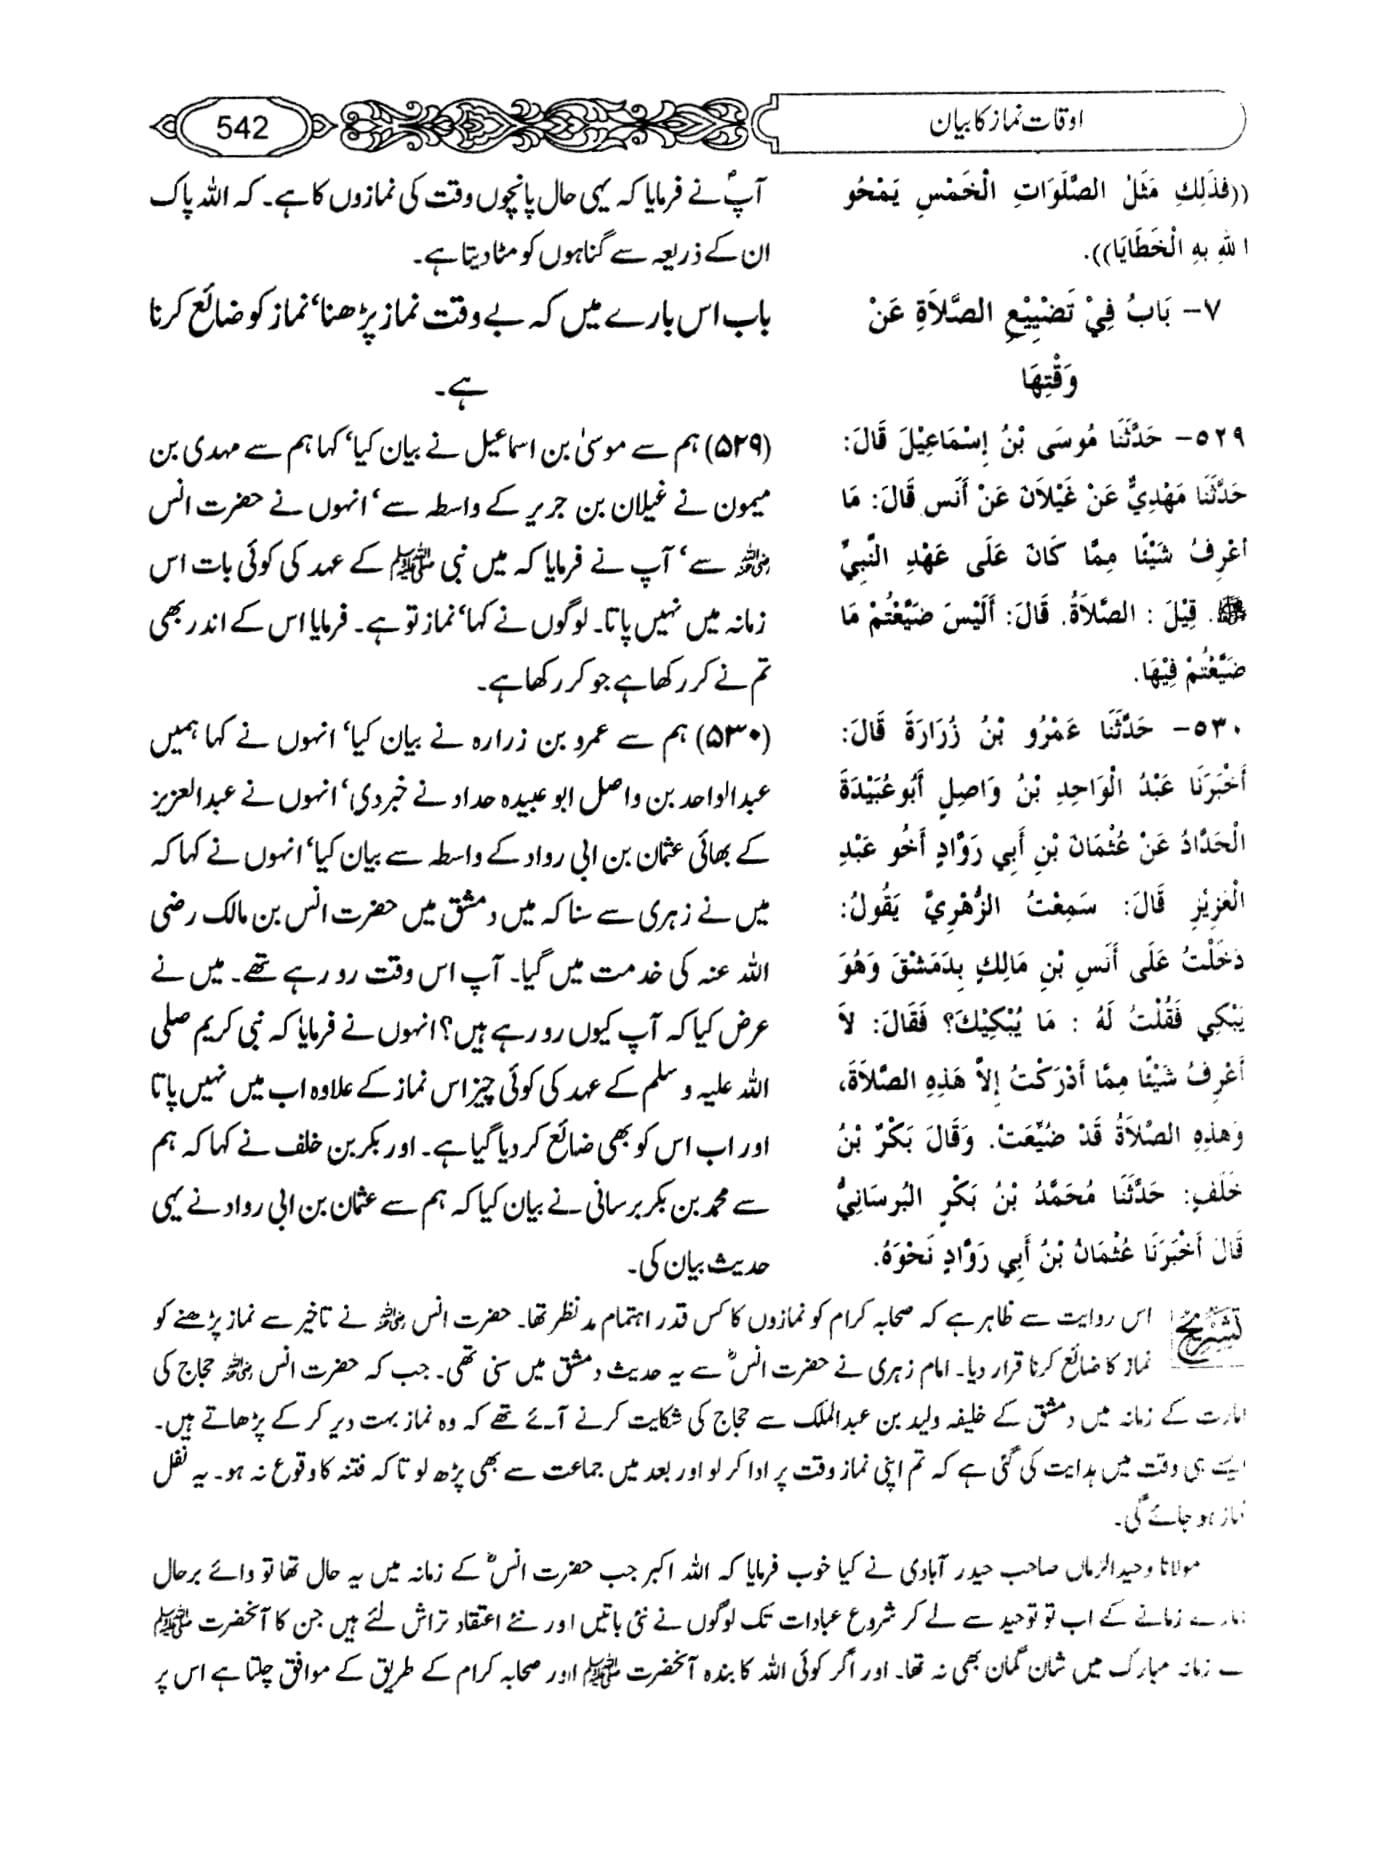 اوقات نماز کا بیان
542
((فَذَلِكَ مَثَلُ الصَّلَوَاتِ الْخَمْسِ يَمْحُو
ا للهِ بِهِ الْخَطَايَا)).
٧- بَابُ فِيْ تَضْيِيْعِ الصَّلاَةِ عَنْ
وَقْتِهَا
٥٢٩- حَدَّثَنَا مُوسَى بْنُ إِسْمَاعِيْلَ قَالَ:
حَدَّثَنَا مَهْدِيٌّ عَنْ غَيْلاَنَ عَنْ أَنَسٍ قَالَ: مَا
أَعْرِفُ شَيْئًا مِمَّا كَانَ عَلَى عَهْدِ النَّبِيِّ
ﷺ. قِيْلَ : الصَّلاَةُ. قَالَ: أَلَيْسَ ضَيَّعْتُمْ مَا
ضَيَّعْتُمْ فِيْهَا.
٥٣٠- حَدَّثَنَا عَمْرُو بْنُ زُرَارَةَ قَالَ:
أَخْبَرَنَا عَبْدُ الْوَاحِدِ بْنُ وَاصِلٍ أَبُوعُبَيْدَةَ
الْحَدَّادُ عَنْ عُثْمَانَ بْنِ أَبِي رَوَّادٍ أَخُو عَبْدِ
الْعَزِيْزِ قَالَ: سَمِعْتُ الزُّهْرِيَّ يَقُولُ:
دَخَلْتُ عَلَى أَنَسِ بْنِ مَالِكٍ بِدَمَشْقَ وَهُوَ
يَبْكِي فَقُلْتُ لَهُ : مَا يُبْكِيْكَ؟ فَقَالَ: لاَ
أَعْرِفُ شَيْئًا مِمَّا أَدْرَكْتُ إِلاَّ هَذِهِ الصَّلاَةَ،
وَهَذِهِ الصَّلاَةُ قَدْ ضُيِّعَتْ. وَقَالَ بَكْرُ بْنُ
خَلَفٍ: حَدَّثَنَا مُحَمَّدُ بْنُ بَكْرٍ البُرسَانِيُّ
قَالَ أَخْبَرَنَا عُثْمَانُ بْنُ أَبِي رَوَّادٍ نَحْوَهُ.
آپؐ نے فرمایا کہ یہی حال پانچوں وقت کی نمازوں کا ہے۔ کہ اللہ پاک
ان کے ذریعہ سے گناہوں کو مٹا دیتا ہے۔
باب اس بارے میں کہ بے وقت نماز پڑھنا‘ نماز کو ضائع کرنا
ہے۔
(۵۲۹) ہم سے موسیٰ بن اسماعیل نے بیان کیا‘ کہا ہم سے مہدی بن
میمون نے غیلان بن جریر کے واسطہ سے‘ انہوں نے حضرت انس
رضی اللہ عنہ سے‘ آپ نے فرمایا کہ میں نبی ﷺ کے عہد کی کوئی بات اس
زمانہ میں نہیں پاتا۔ لوگوں نے کہا‘ نماز تو ہے۔ فرمایا اس کے اندر بھی
تم نے کر رکھا ہے جو کر رکھا ہے۔
(۵۳۰) ہم سے عمرو بن زرارہ نے بیان کیا‘ انہوں نے کہا ہمیں
عبدالواحد بن واصل ابو عبیدہ حداد نے خبر دی‘ انہوں نے عبدالعزیز
کے بھائی عثمان بن ابی رواد کے واسطہ سے بیان کیا‘ انہوں نے کہا کہ
میں نے زہری سے سنا کہ میں دمشق میں حضرت انس بن مالک رضی
اللہ عنہ کی خدمت میں گیا۔ آپ اس وقت رو رہے تھے۔ میں نے
عرض کیا کہ آپ کیوں رو رہے ہیں؟ انہوں نے فرمایا کہ نبی کریم صلی
اللہ علیہ و سلم کے عہد کی کوئی چیز اس نماز کے علاوہ اب میں نہیں پاتا
اور اب اس کو بھی ضائع کر دیا گیا ہے۔ اور بکر بن خلف نے کہا کہ ہم
سے محمد بن بکر برسانی نے بیان کیا کہ ہم سے عثمان بن ابی رواد نے یہی
حدیث بیان کی۔
تشریح
اس روایت سے ظاہر ہے کہ صحابہ کرام کو نمازوں کا کس قدر اہتمام مد نظر تھا۔ حضرت انس رضی اللہ عنہ نے تاخیر سے نماز پڑھنے کو
نماز کا ضائع کرنا قرار دیا۔ امام زہری نے حضرت انسؓ سے یہ حدیث دمشق میں سنی تھی۔ جب کہ حضرت انس رضی اللہ عنہ حجاج کی
امارت کے زمانہ میں دمشق کے خلیفہ ولید بن عبدالملک سے حجاج کی شکایت کرنے آئے تھے کہ وہ نماز بہت دیر کر کے پڑھاتے ہیں۔
ایسے ہی وقت میں ہدایت کی گئی ہے کہ تم اپنی نماز وقت پر ادا کر لو اور بعد میں جماعت سے بھی پڑھ لو تاکہ فتنہ کا وقوع نہ ہو۔ یہ نفل
نماز ہو جائے گی۔
مولانا وحید الزماں صاحب حیدر آبادی نے کیا خوب فرمایا کہ اللہ اکبر جب حضرت انسؓ کے زمانہ میں یہ حال تھا تو وائے برحال
ہمارے زمانے کے اب تو توحید سے لے کر شروع عبادات تک لوگوں نے نئی باتیں اور نئے اعتقاد تراش لئے ہیں جن کا آنحضرت ﷺ
کے زمانہ مبارک میں شان گمان بھی نہ تھا۔ اور اگر کوئی اللہ کا بندہ آنحضرت ﷺ ااور صحابہ کرام کے طریق کے موافق چلتا ہے اس پر